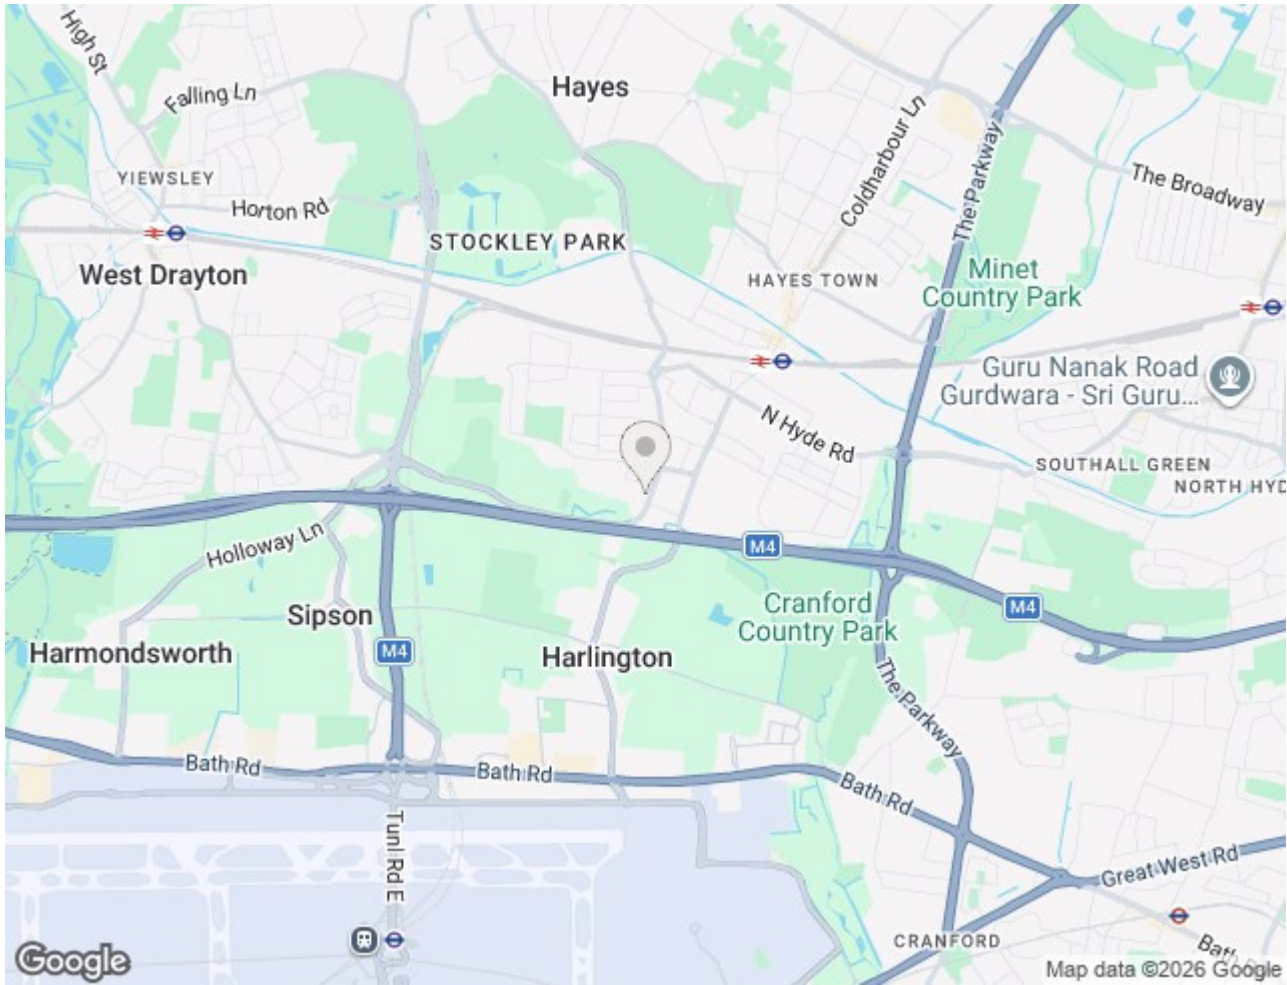 High St
Falling Ln
Hayes
Coldharbour Ln
The Parkway
The Broadway
YIEWSLEY
Horton Rd
STOCKLEY PARK
West Drayton
HAYES TOWN
Minet
Country Park
Guru Nanak Road
Gurdwara - Sri Guru...
N Hyde Rd
SOUTHALL GREEN
NORTH HYD
Holloway Ln
M4
M4
Sipson
Cranford
Country Park
Harmondsworth
M4
Harlington
The Parkway
Bath Rd
Bath Rd
Bath Rd
Tunl Rd E
Great West Rd
CRANFORD
Bath R
Google
Map data ©2026 Google